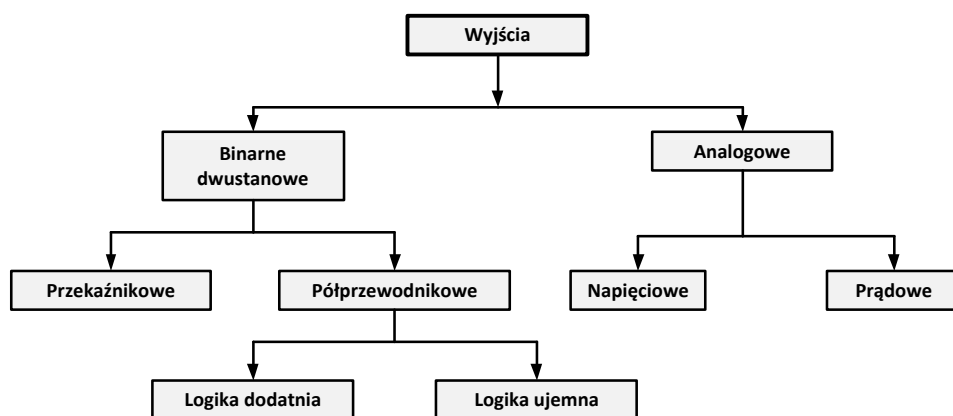 Wyjścia
Binarne
dwustanowe
Analogowe
Przekaźnikowe
Półprzewodnikowe
Napięciowe
Prądowe
Logika dodatnia
Logika ujemna